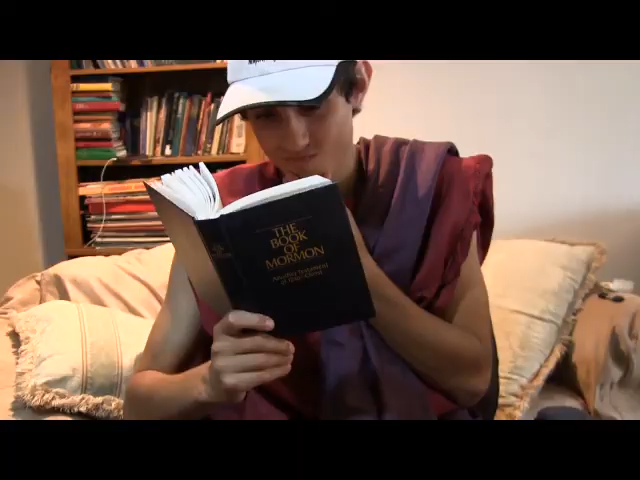 THE
BOOK
OF
MORMON
Another Testament
of Jesus Christ